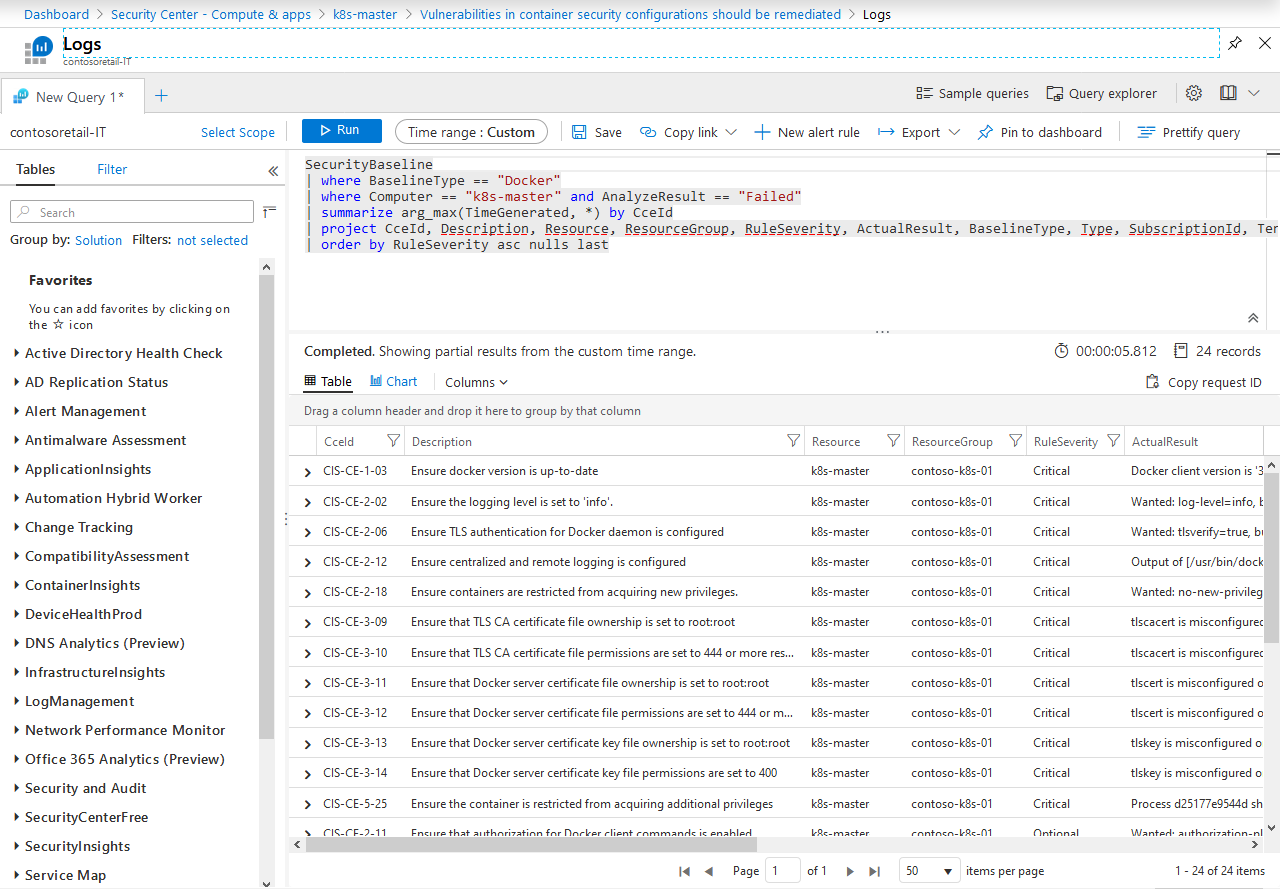 Dashboard > Security Center - Compute & apps > k8s-master > Vulnerabilities in container security configurations should be remediated > Logs
Logs
contosoretail-IT
New Query 1*
Sample queries
Query explorer
contosoretail-IT
Select Scope
Run
Time range : Custom
Save
Copy link
New alert rule
Export
Pin to dashboard
Prettify query
Tables
Filter
Search
Group by: Solution Filters: not selected
Favorites
You can add favorites by clicking on
the ☆ icon
Active Directory Health Check
AD Replication Status
Alert Management
Antimalware Assessment
ApplicationInsights
Automation Hybrid Worker
Change Tracking
CompatibilityAssessment
ContainerInsights
DeviceHealthProd
DNS Analytics (Preview)
InfrastructureInsights
LogManagement
Network Performance Monitor
Office 365 Analytics (Preview)
Security and Audit
SecurityCenterFree
SecurityInsights
Service Map
SecurityBaseline
| where BaselineType == "Docker"
| where Computer == "k8s-master" and AnalyzeResult == "Failed"
| summarize arg_max(TimeGenerated, *) by CceId
| project CceId, Description, Resource, ResourceGroup, RuleSeverity, ActualResult, BaselineType, Type, SubscriptionId, Ter
| order by RuleSeverity asc nulls last
Completed. Showing partial results from the custom time range.
00:00:05.812
24 records
Table
Chart
Columns
Copy request ID
Drag a column header and drop it here to group by that column
CceId Description Resource ResourceGroup RuleSeverity ActualResult
CIS-CE-1-03 Ensure docker version is up-to-date k8s-master contoso-k8s-01 Critical Docker client version is '3
CIS-CE-2-02 Ensure the logging level is set to 'info'. k8s-master contoso-k8s-01 Critical Wanted: log-level=info, b
CIS-CE-2-06 Ensure TLS authentication for Docker daemon is configured k8s-master contoso-k8s-01 Critical Wanted: tlsverify=true, bu
CIS-CE-2-12 Ensure centralized and remote logging is configured k8s-master contoso-k8s-01 Critical Output of [/usr/bin/dock
CIS-CE-2-18 Ensure containers are restricted from acquiring new privileges. k8s-master contoso-k8s-01 Critical Wanted: no-new-privileg
CIS-CE-3-09 Ensure that TLS CA certificate file ownership is set to root:root k8s-master contoso-k8s-01 Critical tlscacert is misconfigured
CIS-CE-3-10 Ensure that TLS CA certificate file permissions are set to 444 or more res... k8s-master contoso-k8s-01 Critical tlscacert is misconfigured
CIS-CE-3-11 Ensure that Docker server certificate file ownership is set to root:root k8s-master contoso-k8s-01 Critical tlscert is misconfigured o
CIS-CE-3-12 Ensure that Docker server certificate file permissions are set to 444 or m... k8s-master contoso-k8s-01 Critical tlscert is misconfigured o
CIS-CE-3-13 Ensure that Docker server certificate key file ownership is set to root:root k8s-master contoso-k8s-01 Critical tlskey is misconfigured o
CIS-CE-3-14 Ensure that Docker server certificate key file permissions are set to 400 k8s-master contoso-k8s-01 Critical tlskey is misconfigured o
CIS-CE-5-25 Ensure the container is restricted from acquiring additional privileges k8s-master contoso-k8s-01 Critical Process d25177e9544d sh
CIS-CE-2-11 Ensure that authorization for Docker client commands is enabled k8s-master contoso-k8s-01 Optional Wanted: authorization-pl
Page 1 of 1
50 items per page
1 - 24 of 24 items